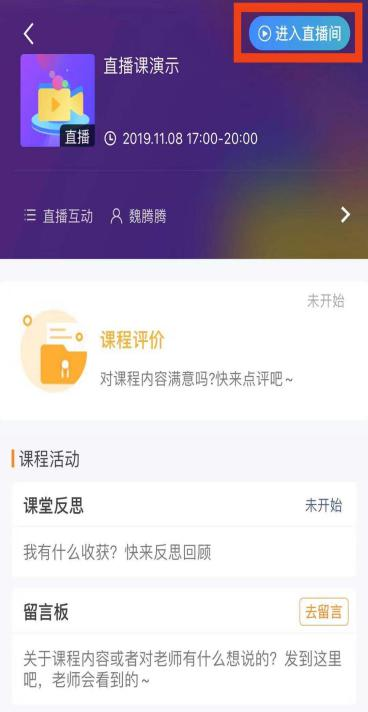 进入直播间
直播课演示
直播
2019.11.08 17:00-20:00
直播互动 魏腾腾
未开始
课程评价
对课程内容满意吗?快来点评吧~
课程活动
课堂反思 未开始
我有什么收获？快来反思回顾
留言板 去留言
关于课程内容或者对老师有什么想说的？发到这里
吧，老师会看到的~